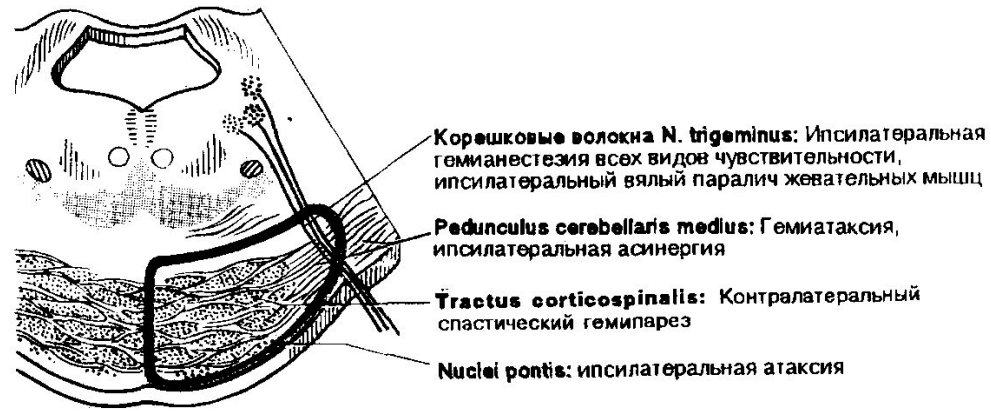 Корешковые волокна N. trigeminus: Ипсилатеральная
гемианестезия всех видов чувствительности,
ипсилатеральный вялый паралич жевательных мышц
Pedunculus cerebellaris medius: Гемиатаксия,
ипсилатеральная асинергия
Tractus corticospinalis: Контралатеральный
спастический гемипарез
Nuclei pontis: ипсилатеральная атаксия